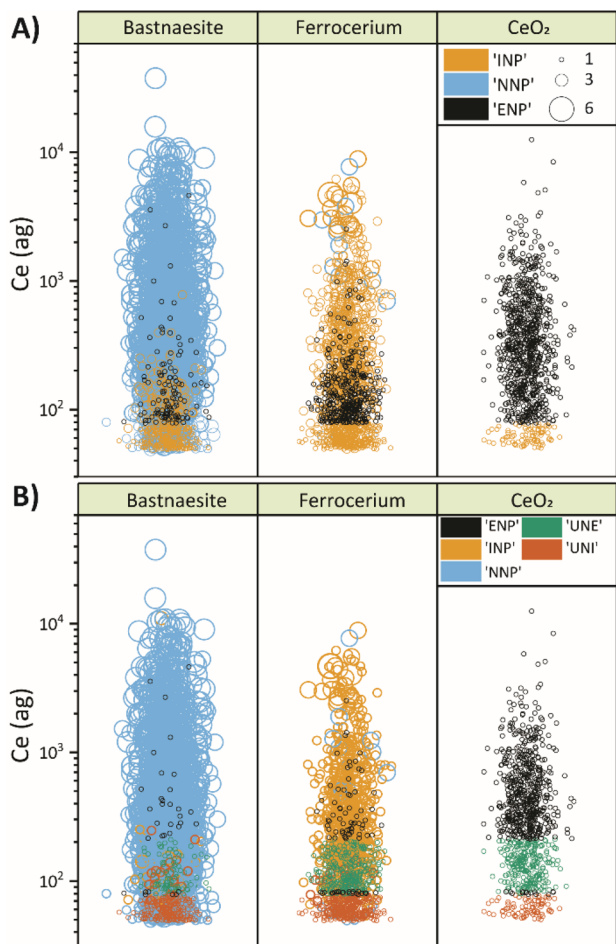 A)
Bastnaesite Ferrocerium CeO₂
'INP' 1
'NNP' 3
'ENP' 6
Ce (ag)
10⁴
10³
10²
B)
Bastnaesite Ferrocerium CeO₂
'ENP' 'UNE'
'INP' 'UNI'
'NNP'
Ce (ag)
10⁴
10³
10²